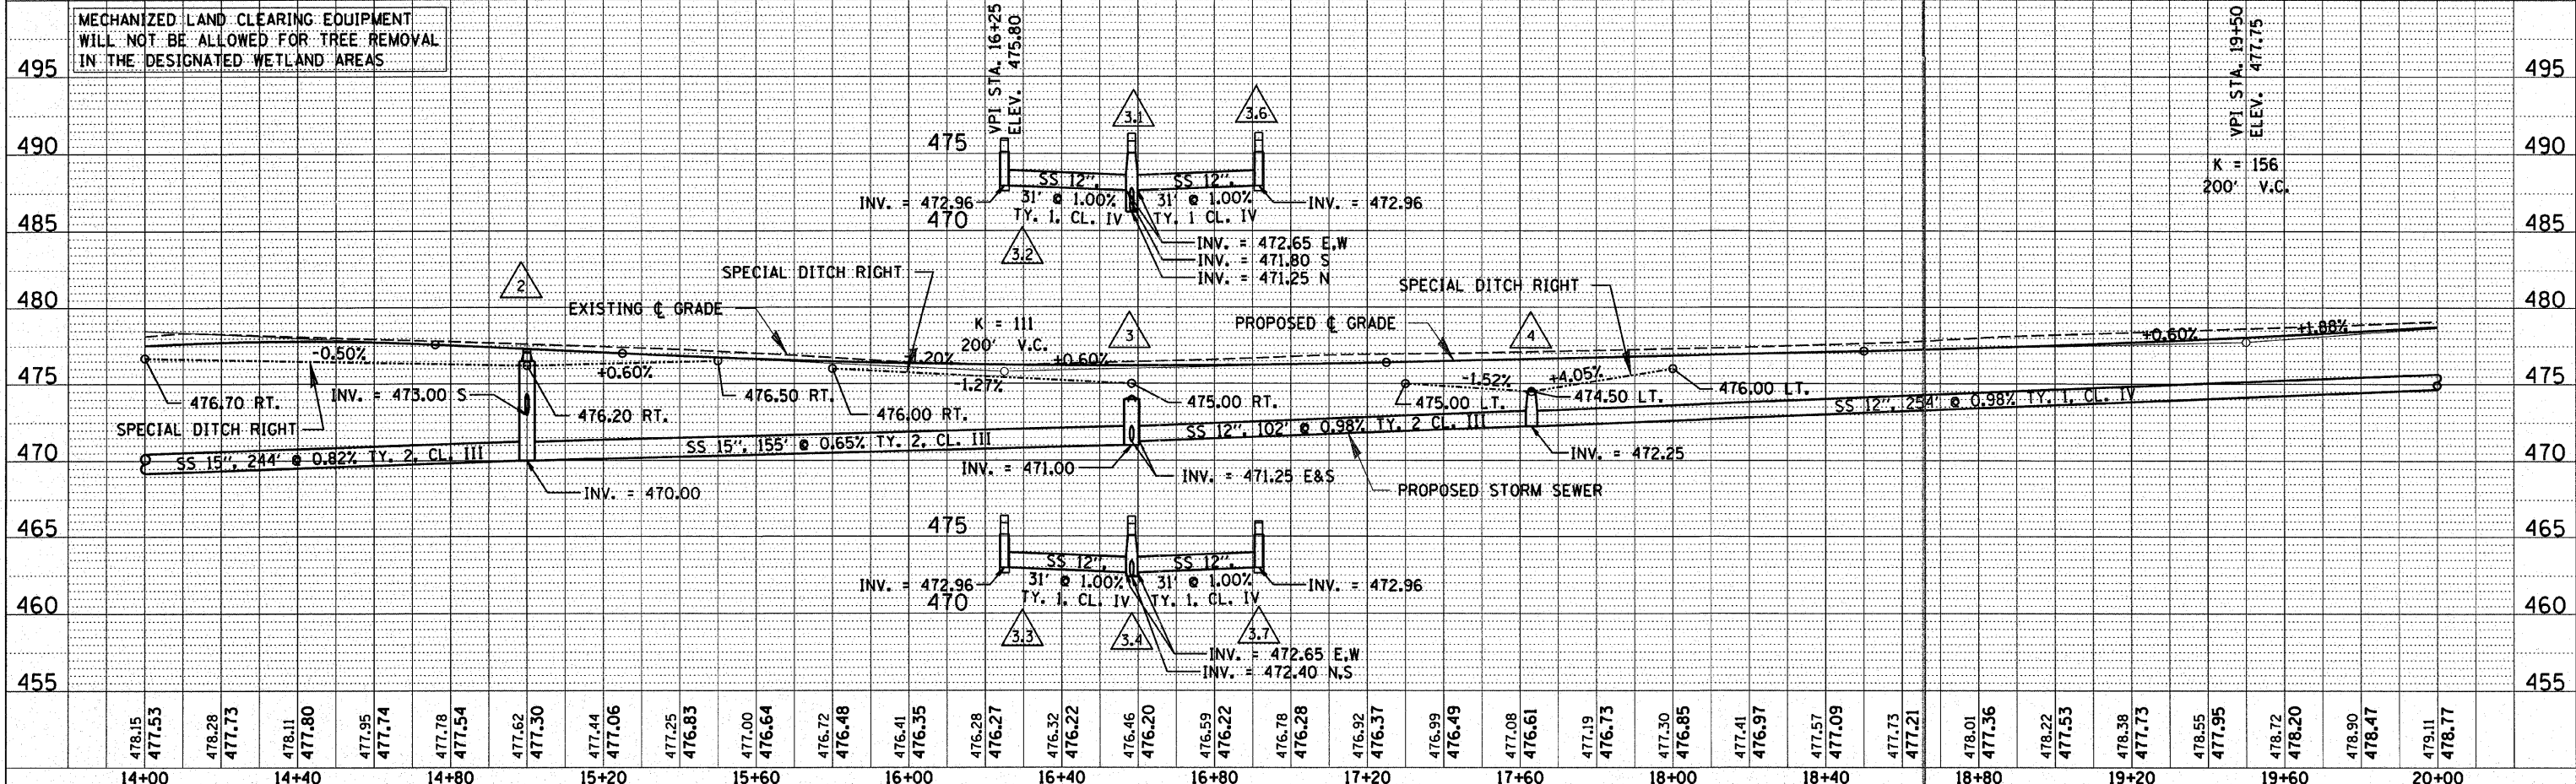 MECHANIZED LAND CLEARING EQUIPMENT
WILL NOT BE ALLOWED FOR TREE REMOVAL
IN THE DESIGNATED WETLAND AREAS
VPI STA. 16+25
ELEV. 475.80
VPI STA. 19+50
ELEV. 477.75
K = 156
200' V.C.
495
495
490
490
485
485
480
480
475
475
470
470
465
465
460
460
455
455
3.1
3.6
475
SS 12",
31' @ 1.00%
TY. 1, CL. IV
SS 12",
31' @ 1.00%
TY. 1 CL. IV
INV. = 472.96
INV. = 472.96
470
3.2
INV. = 472.65 E,W
INV. = 471.80 S
INV. = 471.25 N
2
SPECIAL DITCH RIGHT
EXISTING ℄ GRADE
K = 111
200' V.C.
3
PROPOSED ℄ GRADE
SPECIAL DITCH RIGHT
4
-0.50%
+0.60%
+0.60%
-1.27%
-1.52%
+4.05%
+0.60%
+1.88%
476.70 RT.
SPECIAL DITCH RIGHT
INV. = 473.00 S
476.20 RT.
476.50 RT.
476.00 RT.
475.00 RT.
475.00 LT.
474.50 LT.
476.00 LT.
SS 15", 244' @ 0.82% TY. 2, CL. III
SS 15", 155' @ 0.65% TY. 2, CL. III
SS 12", 102' @ 0.98% TY. 2 CL. III
SS 12", 254' @ 0.98% TY. 1, CL. IV
INV. = 470.00
INV. = 471.00
INV. = 471.25 E&S
INV. = 472.25
PROPOSED STORM SEWER
475
SS 12",
31' @ 1.00%
TY. 1, CL. IV
SS 12",
31' @ 1.00%
TY. 1, CL. IV
INV. = 472.96
INV. = 472.96
470
3.3
3.4
3.7
INV. = 472.65 E,W
INV. = 472.40 N,S
478.15 477.53
478.28 477.73
478.11 477.80
477.95 477.74
477.78 477.54
477.62 477.30
477.44 477.06
477.25 476.83
477.00 476.64
476.72 476.48
476.41 476.35
476.28 476.27
476.32 476.22
476.46 476.20
476.59 476.22
476.78 476.28
476.92 476.37
476.99 476.49
477.08 476.61
477.19 476.73
477.30 476.85
477.41 476.97
477.57 477.09
477.73 477.21
478.01 477.36
478.22 477.53
478.38 477.73
478.55 477.95
478.72 478.20
478.90 478.47
479.11 478.77
14+00 14+40 14+80 15+20 15+60 16+00 16+40 16+80 17+20 17+60 18+00 18+40 18+80 19+20 19+60 20+00